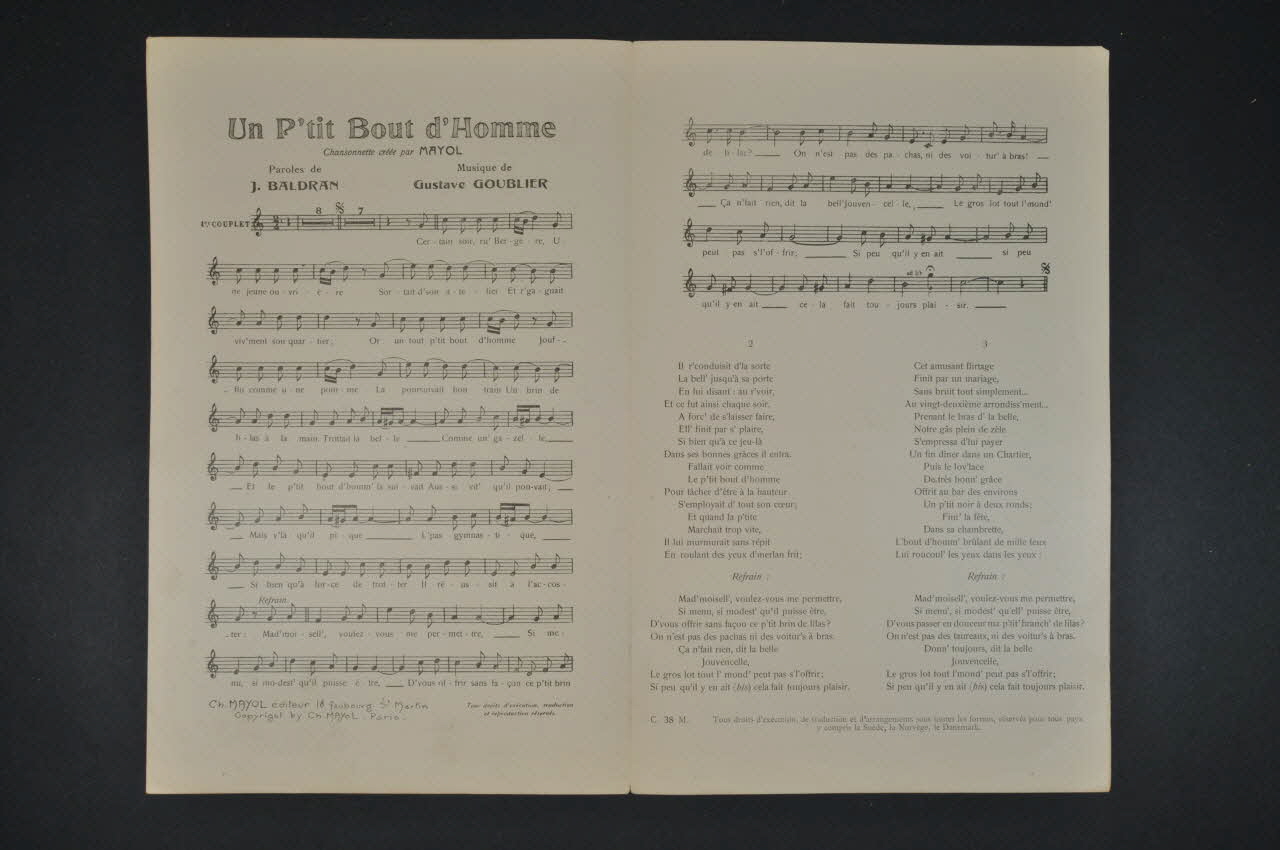 Un P'tit Bout d'Homme
Chansonnette créée par MAYOL
Paroles de
J. BALDRAN
Musique de
Gustave GOUBLIER
1er COUPLET
8 7
Cer - tain soir, ru' Ber - gè - re, U -
ne jeune ou - vri - è - re Sor - tait d'son a - te - lier Et r'ga - gnait
viv'ment son quar - tier; Or un tout p'tit bout d'homme Jouf -
flu comme u - ne pom - me La poursuivait bon train Un brin de
li - las à la main. Trottait la bel - le Comme un' ga - zel - le,
Et le p'tit bout d'homm' la sui - vait Aus - si vit' qu'il pou - vait;
Mais v'là qu'il pi - que L'pas gymnas - ti - que,
Si bien qu'à for - ce de trot - ter Il ré - us - sit à l'ac - cos -
Refrain
- ter: Mad'moi - sell', voulez - vous me per - met - tre, Si me -
nu, si mo - dest' qu'il puisse ê - tre, D'vous of - frir sans fa - çon ce p'tit brin
Ch. MAYOL éditeur 18 faubourg St Martin
Copyright by Ch. MAYOL. Paris.
Tous droits d'exécution, traduction
et reproduction réservés.
de li - las? On n'est pas des pa - chas, ni des voi - tur' à bras!
Ça n'fait rien, dit la bell' jouven - cel - le, Le gros lot tout l'mond'
peut pas s'l'of - frir; Si peu qu'il y en ait si peu
ad lib
qu'il y en ait ce - la fait tou - jours plai - sir.
2
Il r'conduisit d'la sorte
La bell' jusqu'à sa porte
En lui disant : au r'voir,
Et ce fut ainsi chaque soir.
A forc' de s'laisser faire,
Ell' finit par s' plaire,
Si bien qu'à ce jeu-là
Dans ses bonnes grâces il entra.
Fallait voir comme
Le p'tit bout d'homme
Pour tâcher d'être à la hauteur
S'employait d' tout son cœur;
Et quand la p'tite
Marchait trop vite,
Il lui murmurait sans répit
En roulant des yeux d'merlan frit;
Refrain :
Mad'moisell', voulez-vous me permettre,
Si menu, si modest' qu'il puisse être,
D'vous offrir sans façon ce p'tit brin de lilas?
On n'est pas des pachas ni des voitur's à bras.
Ça n'fait rien, dit la belle
Jouvencelle,
Le gros lot tout l' mond' peut pas s'l'offrir;
Si peu qu'il y en ait (bis) cela fait toujours plaisir.
3
Cet amusant flirtage
Finit par un mariage,
Sans bruit tout simplement...
Au vingt-deuxième arrondiss'ment...
Prenant le bras d' la belle,
Notre gâs plein de zèle
S'empressa d'lui payer
Un fin dîner dans un Chartier,
Puis le lov'lace
De très bonn' grâce
Offrit au bar des environs
Un p'tit noir à deux ronds;
Fini' la fête,
Dans sa chambrette,
L'bout d'homm' brûlant de mille feux
Lui roucoul' les yeux dans les yeux :
Refrain :
Mad'moisell', voulez-vous me permettre,
Si menu', si modest' qu'ell' puisse être,
D'vous passer en douceur ma p'tit' branch' de lilas?
On n'est pas des taureaux, ni des voitur's à bras.
Donn' toujours, dit la belle
Jouvencelle,
Le gros lot tout l' mond' peut pas s'l'offrir;
Si peu qu'il y en ait (bis) cela fait toujours plaisir.
C. 38 M. Tous droits d'exécution, de traduction et d'arrangements sous toutes les formes, réservés pour tous pays
y compris la Suède, la Norvège, le Danemark.